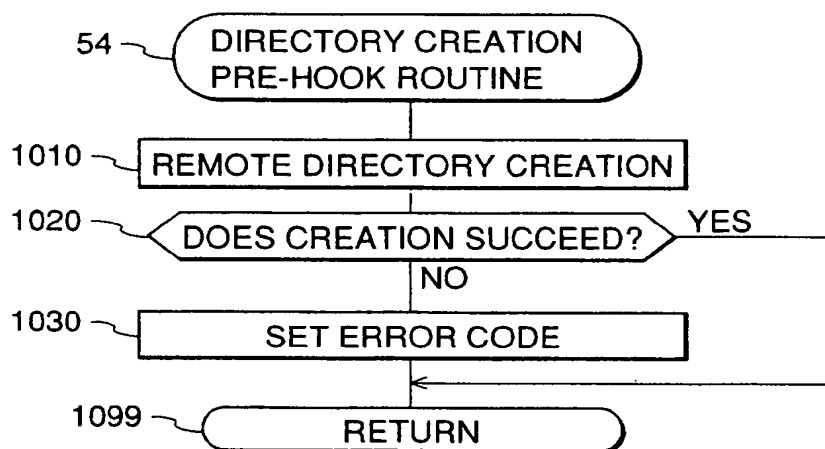 54
DIRECTORY CREATION
PRE-HOOK ROUTINE
1010
REMOTE DIRECTORY CREATION
1020
DOES CREATION SUCCEED?
YES
NO
1030
SET ERROR CODE
1099
RETURN